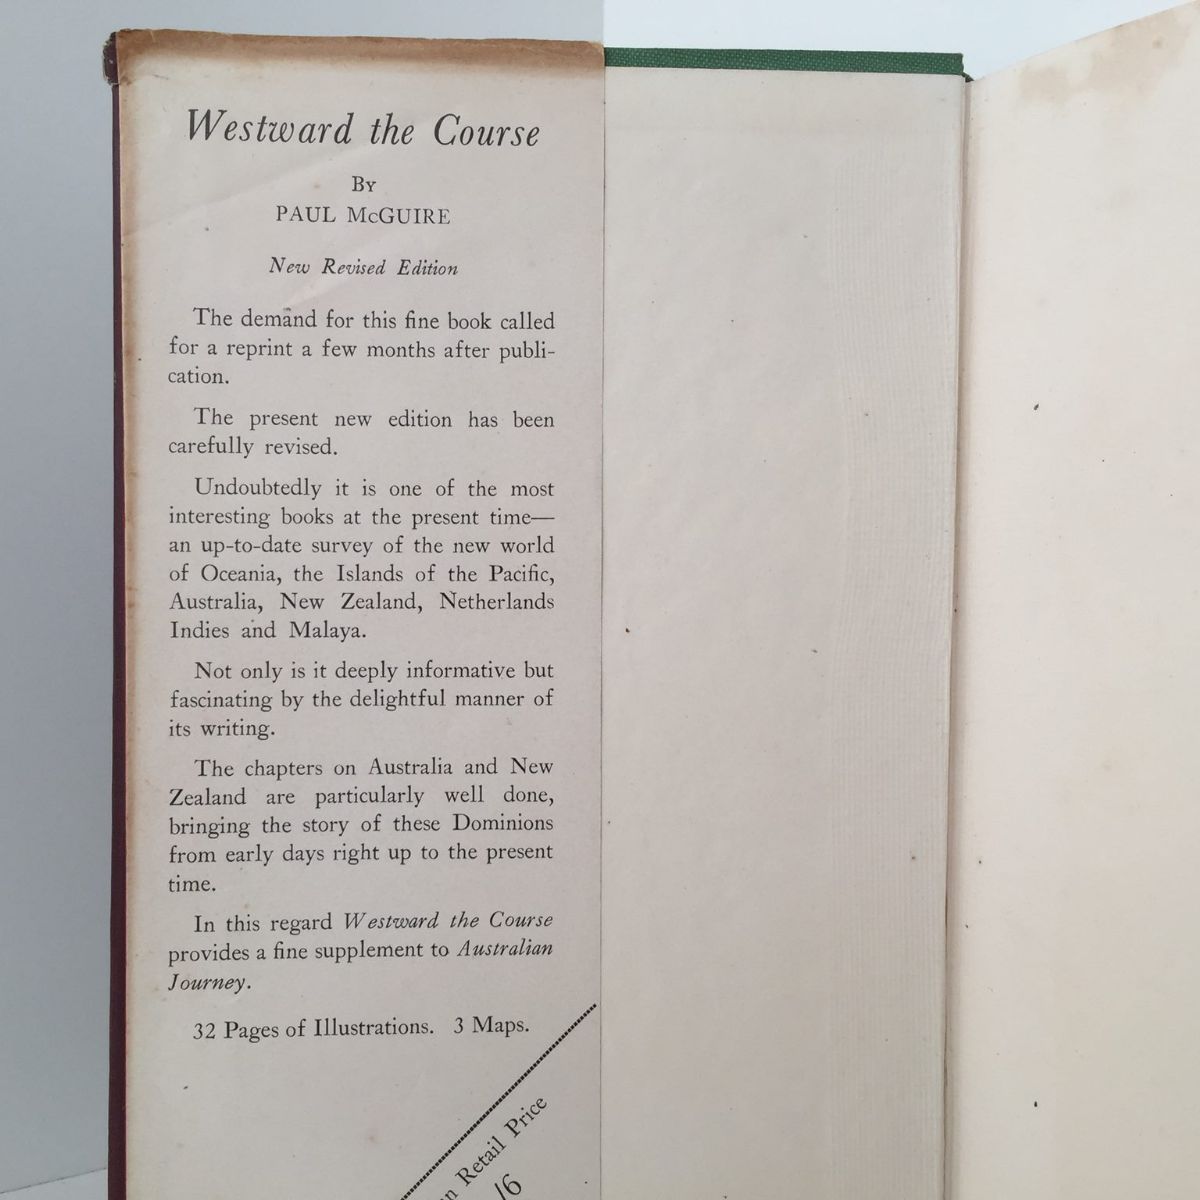 Westward the Course
By
PAUL McGUIRE
New Revised Edition
The demand for this fine book called
for a reprint a few months after publi-
cation.
The present new edition has been
carefully revised.
Undoubtedly it is one of the most
interesting books at the present time—
an up-to-date survey of the new world
of Oceania, the Islands of the Pacific,
Australia, New Zealand, Netherlands
Indies and Malaya.
Not only is it deeply informative but
fascinating by the delightful manner of
its writing.
The chapters on Australia and New
Zealand are particularly well done,
bringing the story of these Dominions
from early days right up to the present
time.
In this regard Westward the Course
provides a fine supplement to Australian
Journey.
32 Pages of Illustrations. 3 Maps.
Retail Price
/6